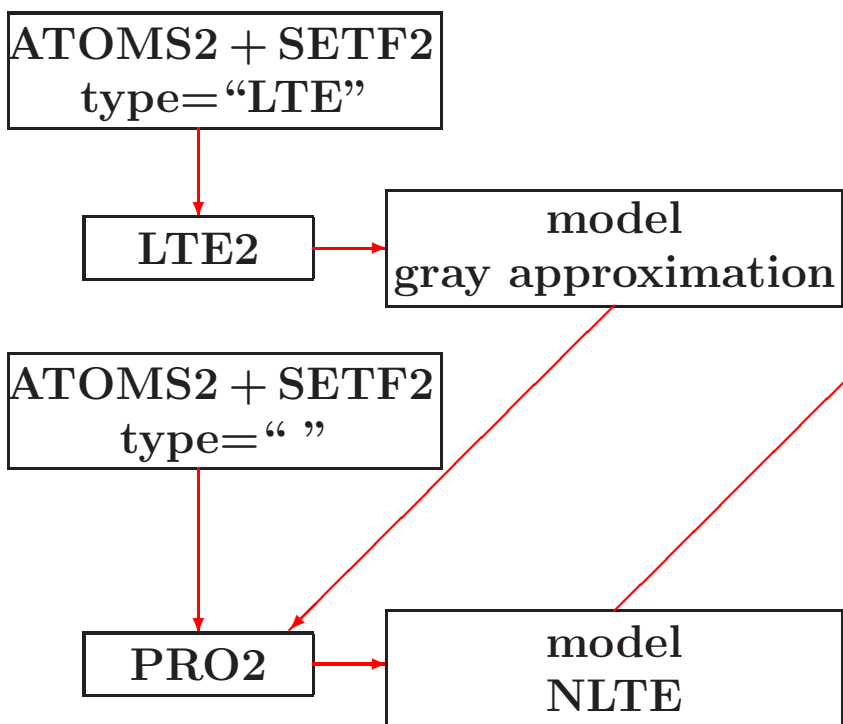 ATOMS2 + SETF2
type=“LTE”
LTE2
model
gray approximation
ATOMS2 + SETF2
type=“ ”
PRO2
model
NLTE